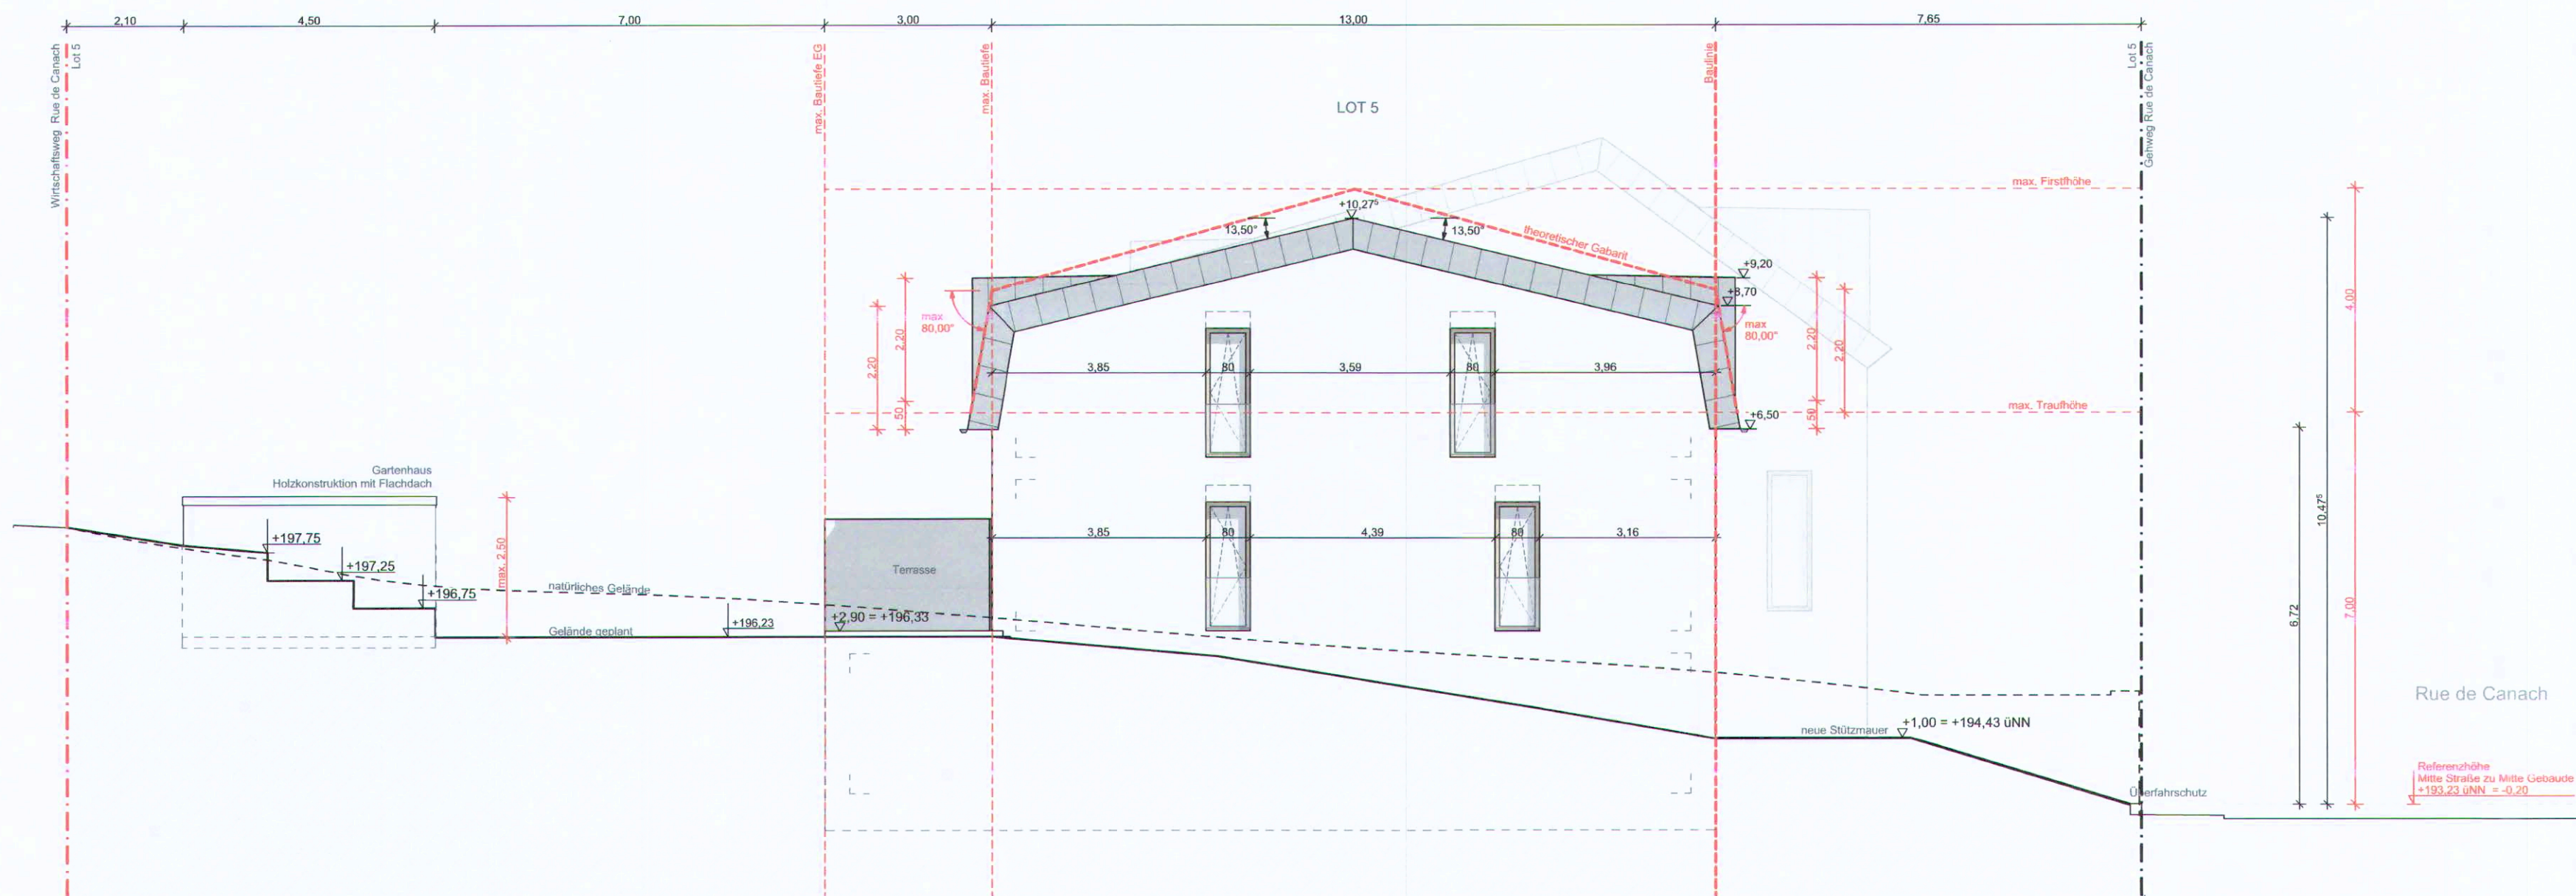 2,10
4,50
7,00
3,00
13,00
7,65
Wirtschaftsweg Rue de Canach
Lot 5
max. Bautiefe EG
max. Bautiefe
Baulinie
Lot 5
Gehweg Rue de Canach
LOT 5
max. Firsthöhe
+10,27⁵
13,50°
13,50°
theoretischer Gabarit
+9,20
+8,70
max
80,00°
max
80,00°
2,20
2,20
50
2,20
2,20
50
4,00
3,85
80
3,59
80
3,96
max. Traufhöhe
+6,50
Gartenhaus
Holzkonstruktion mit Flachdach
+197,75
+197,25
+196,75
max. 2,50
natürliches Gelände
Gelände geplant
+196,23
Terrasse
+2,90 = +196,33
3,85
80
4,39
80
3,16
10,47⁵
6,72
7,00
Rue de Canach
neue Stützmauer
+1,00 = +194,43 üNN
Überfahrschutz
Referenzhöhe
Mitte Straße zu Mitte Gebäude
+193,23 üNN = -0,20